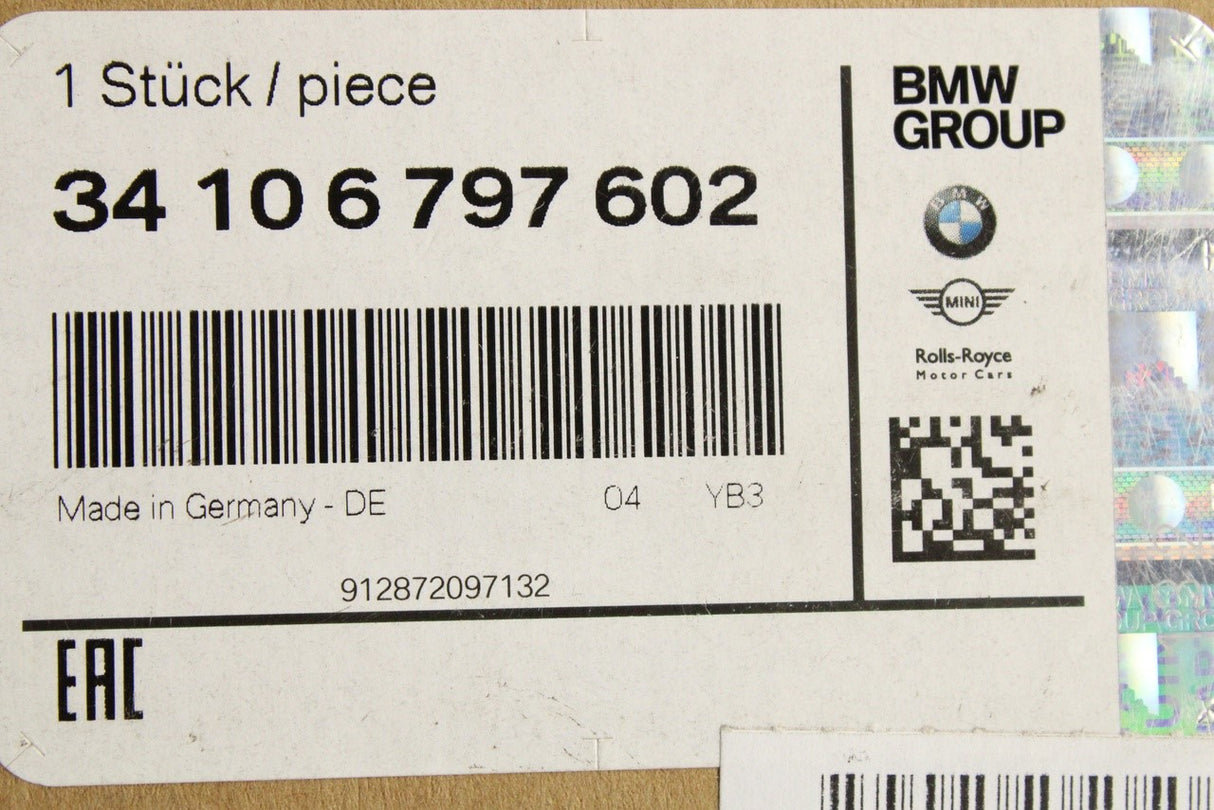 1 Stück / piece
34 10 6 797 602
Made in Germany - DE 04 YB3
912872097132
EAC
BMW
GROUP
BMW
MINI
Rolls-Royce
Motor Cars